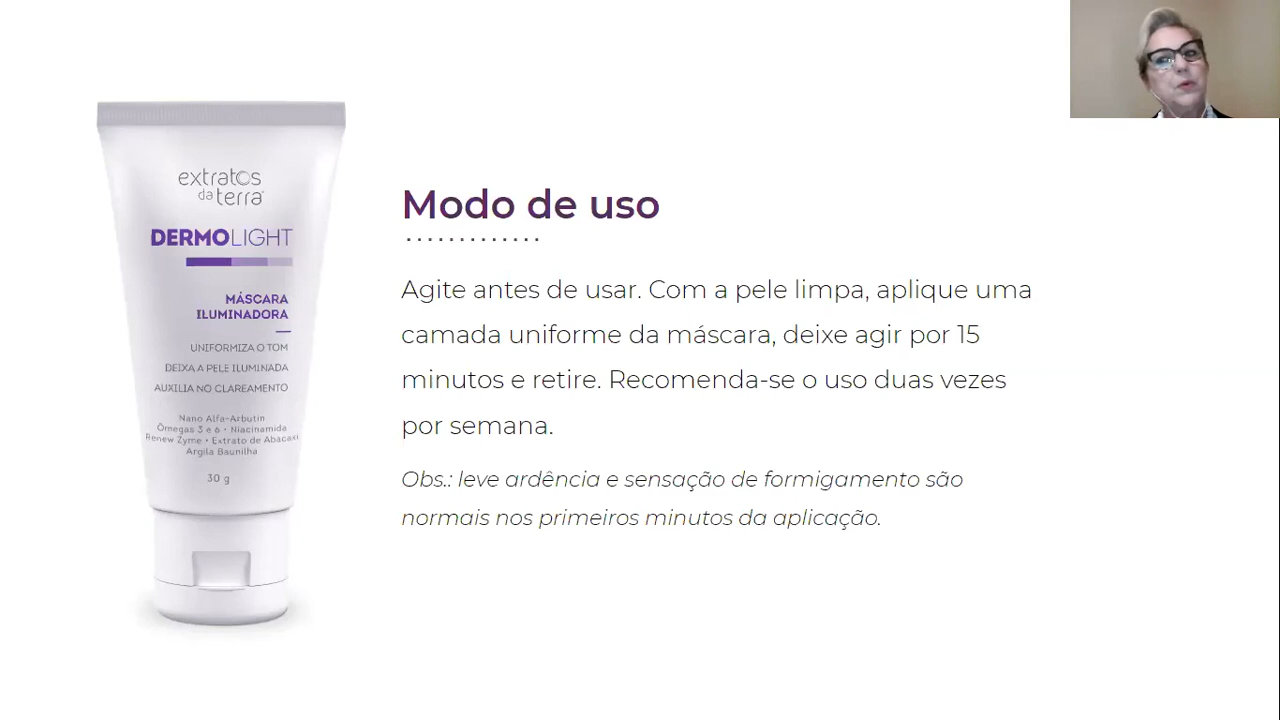 extratos
da terra
DERMOLIGHT
MÁSCARA
ILUMINADORA
UNIFORMIZA O TOM
DEIXA A PELE ILUMINADA
AUXILIA NO CLAREAMENTO
Nano Alfa-Arbutin
Ômegas 3 e 6 • Niacinamida
Renew Zyme • Extrato de Abacaxi
Argila Baunilha
30 g
Modo de uso
Agite antes de usar. Com a pele limpa, aplique uma
camada uniforme da máscara, deixe agir por 15
minutos e retire. Recomenda-se o uso duas vezes
por semana.
Obs.: leve ardência e sensação de formigamento são
normais nos primeiros minutos da aplicação.